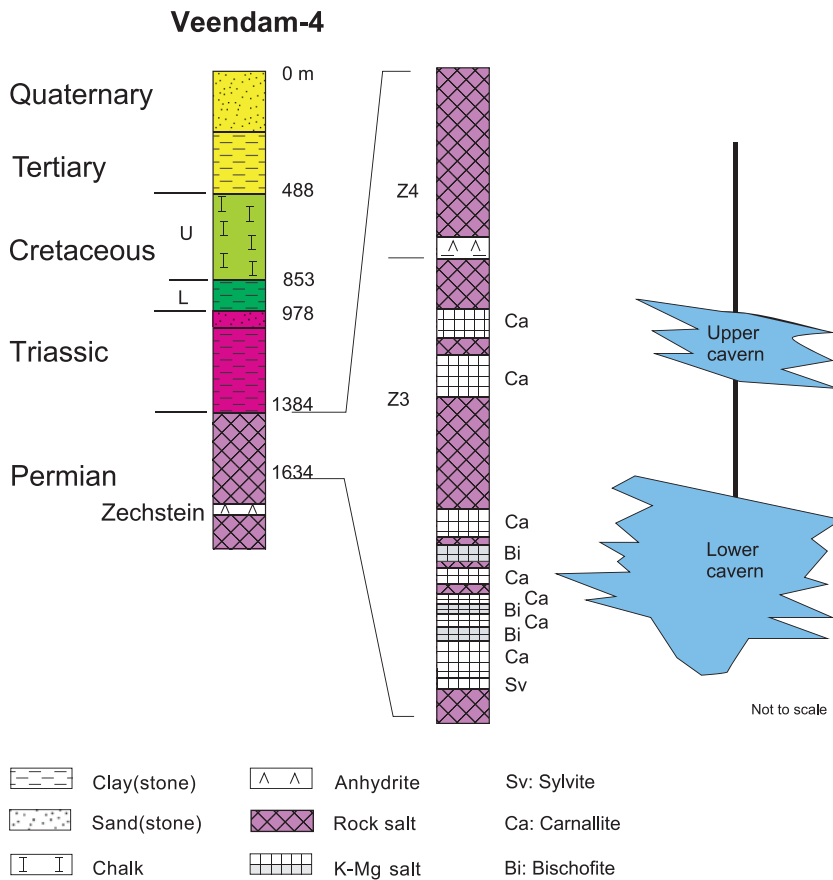 Veendam-4
0 m
Quaternary
Tertiary
488
U
Cretaceous
853
L
978
Triassic
1384
Permian
1634
Zechstein
Z4
Z3
Ca
Ca
Ca
Bi
Ca
Ca
Bi
Ca
Bi
Ca
Sv
Upper
cavern
Lower
cavern
Not to scale
Clay(stone)
Anhydrite
Sv: Sylvite
Sand(stone)
Rock salt
Ca: Carnallite
Chalk
K-Mg salt
Bi: Bischofite